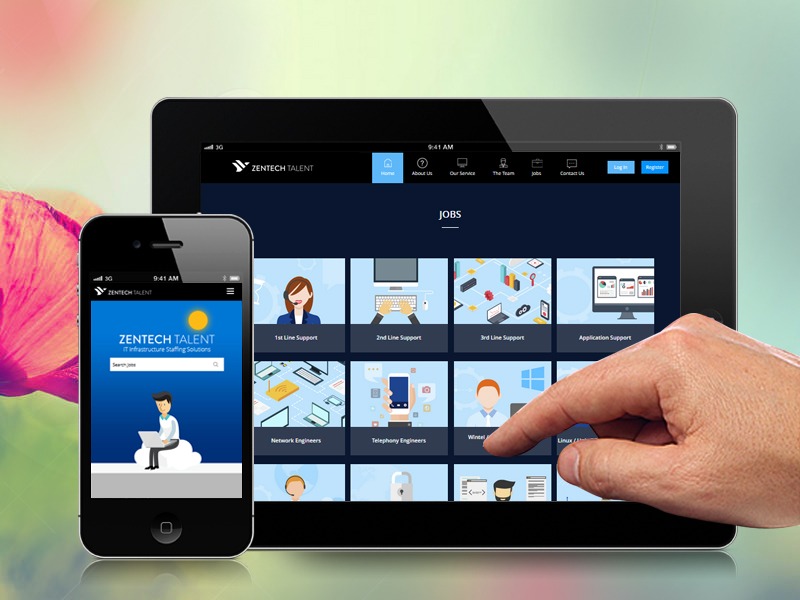 3G
9:41 AM
ZENTECH TALENT
Home
About Us
Our Service
The Team
Jobs
Contact Us
Log In
Register
JOBS
1st Line Support
2nd Line Support
3rd Line Support
Application Support
Network Engineers
Telephony Engineers
Wintel
Linux /
3G
9:41 AM
ZENTECH TALENT
ZENTECH TALENT
IT Infrastructure Staffing Solutions
Search Jobs